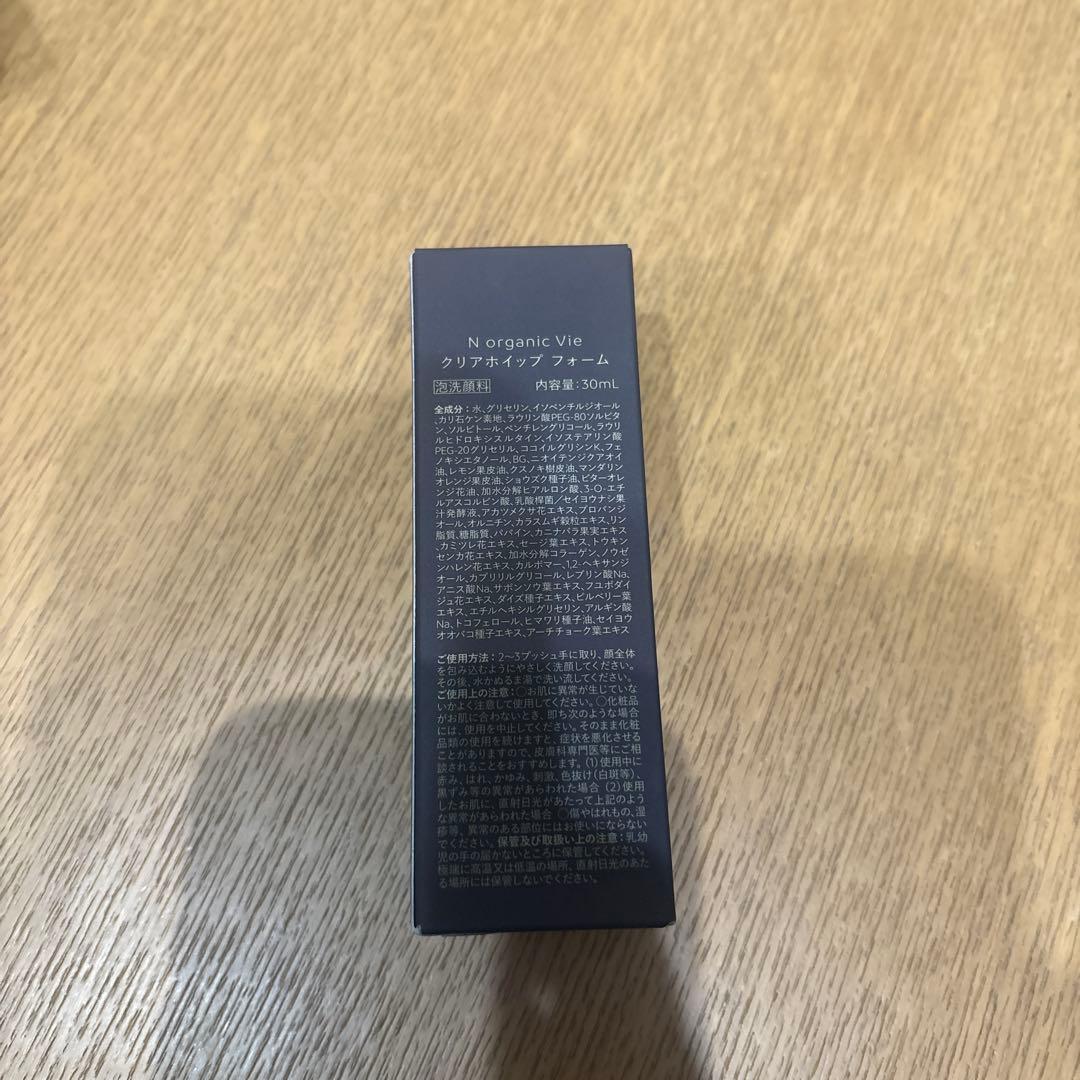 N organic Vie
クリアホイップ フォーム
泡洗顔料 内容量：30mL
全成分：水、グリセリン、イソペンチルジオール
、カリ石ケン素地、ラウリン酸PEG-80ソルビタ
ン、ソルビトール、ペンチレングリコール、ラウリ
ルヒドロキシスルタイン、イソステアリン酸
PEG-20グリセリル、ココイルグリシンK、フェ
ノキシエタノール、BG、ニオイテンジクアオイ
油、レモン果皮油、クスノキ樹皮油、マンダリン
オレンジ果皮油、ショウズク種子油、ビターオ
レンジ花油、加水分解ヒアルロン酸、3-O-エチ
ルアスコルビン酸、乳酸桿菌／セイヨウナシ果
汁発酵液、アカツメクサ花エキス、プロパンジ
オール、オルニチン、カラスムギ穀粒エキス、リン
脂質、糖脂質、パパイン、カニナバラ果実エキス
、カミツレ花エキス、セージ葉エキス、トウキン
センカ花エキス、加水分解コラーゲン、ノウゼ
ンハレン花エキス、カルボマー、1,2-ヘキサンジ
オール、カプリリルグリコール、レブリン酸Na、
アニス酸Na、サボンソウ葉エキス、フユボダイ
ジュ花エキス、ダイズ種子エキス、ビルベリー葉
エキス、エチルヘキシルグリセリン、アルギン酸
Na、トコフェロール、ヒマワリ種子油、セイヨウ
オオバコ種子エキス、アーチチョーク葉エキス
ご使用方法：2〜3プッシュ手に取り、顔全体
を包み込むようにやさしく洗顔してください。
その後、水かぬるま湯で洗い流してください。
ご使用上の注意：○お肌に異常が生じていな
いかよく注意して使用してください。○化粧品
がお肌に合わないとき、即ち次のような場合
には、使用を中止してください。そのまま化粧
品類の使用を続けますと、症状を悪化させる
ことがありますので、皮膚科専門医等にご相
談されることをおすすめします。(1)使用中に
赤み、はれ、かゆみ、刺激、色抜け(白斑等)、
黒ずみ等の異常があらわれた場合 (2)使用
したお肌に、直射日光があたって上記のよう
な異常があらわれた場合 ○傷やはれもの、湿
疹等、異常のある部位にはお使いにならない
でください。保管及び取扱い上の注意：乳幼
児の手の届かないところに保管してください。
極端に高温又は低温の場所、直射日光のあた
る場所には保管しないでください。